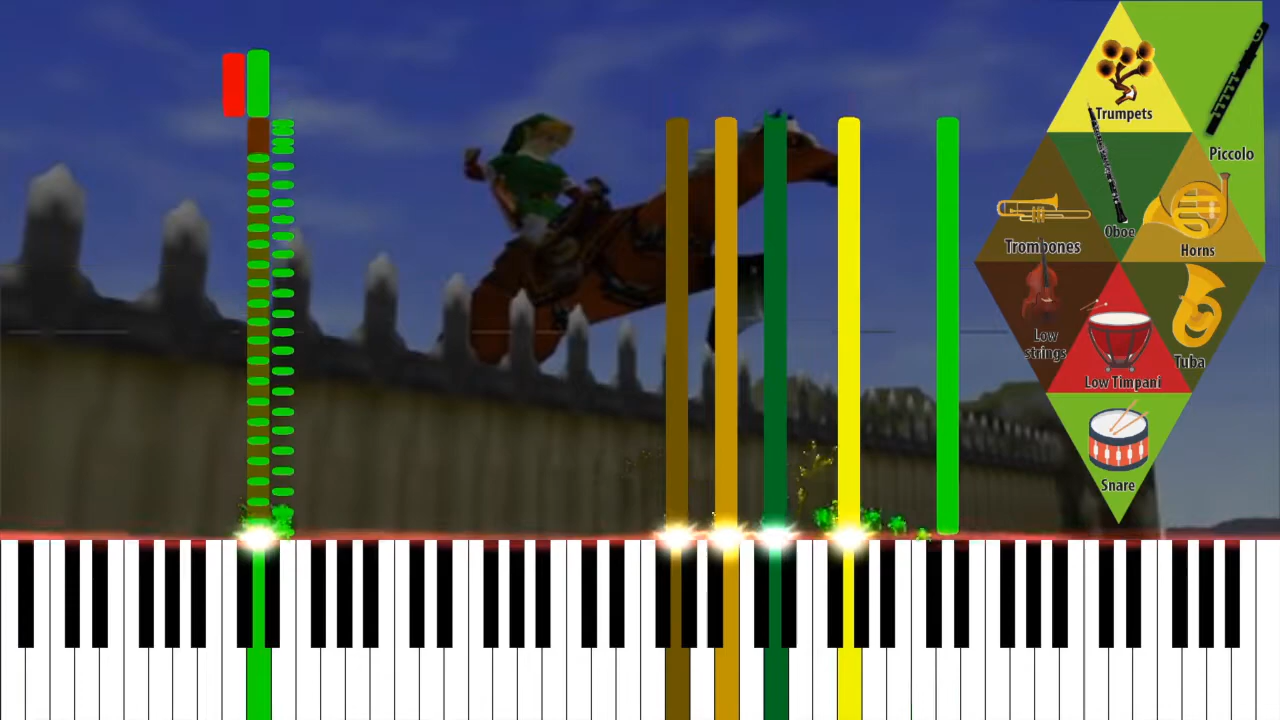 Trumpets
Piccolo
Oboe
Trombones
Horns
Low
strings
Tuba
Low Timpani
Snare